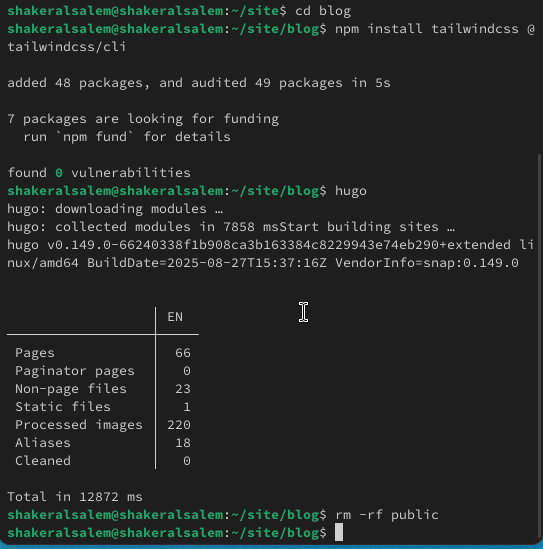 shakeralsalem@shakeralsalem:~/site$ cd blog
shakeralsalem@shakeralsalem:~/site/blog$ npm install tailwindcss @
tailwindcss/cli
added 48 packages, and audited 49 packages in 5s
7 packages are looking for funding
  run `npm fund` for details
found 0 vulnerabilities
shakeralsalem@shakeralsalem:~/site/blog$ hugo
hugo: downloading modules …
hugo: collected modules in 7858 msStart building sites …
hugo v0.149.0-66240338f1b908ca3b163384c8229943e74eb290+extended li
nux/amd64 BuildDate=2025-08-27T15:37:16Z VendorInfo=snap:0.149.0
EN
Pages 66
Paginator pages 0
Non-page files 23
Static files 1
Processed images 220
Aliases 18
Cleaned 0
Total in 12872 ms
shakeralsalem@shakeralsalem:~/site/blog$ rm -rf public
shakeralsalem@shakeralsalem:~/site/blog$